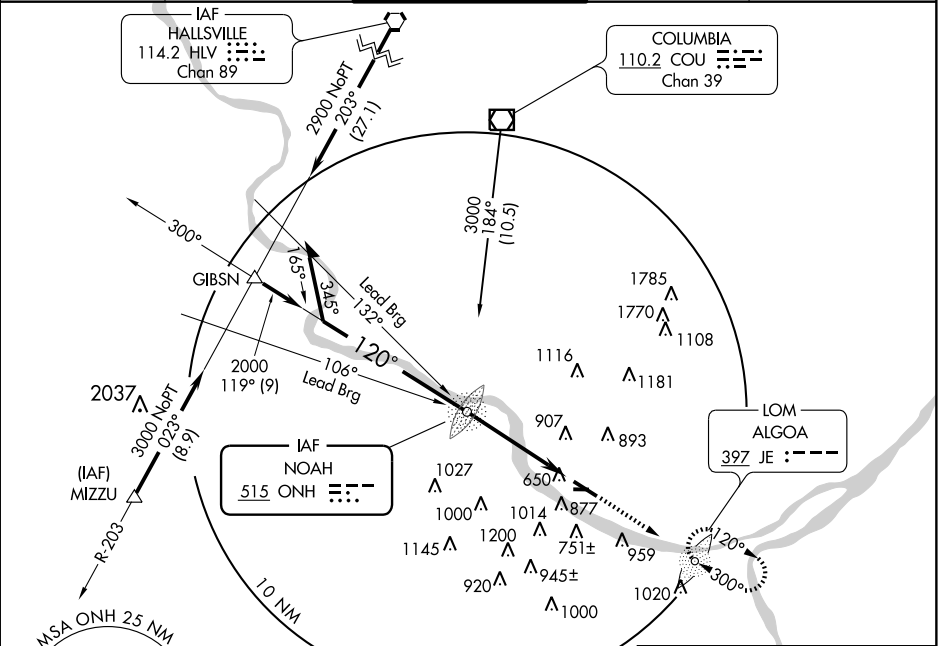 IAF
HALLSVILLE
114.2 HLV
Chan 89
COLUMBIA
110.2 COU
Chan 39
2900 NoPT
203°
(27.1)
3000
184°
(10.5)
300°
GIBSN
165°
345°
Lead Brg
132°
120°
106°
Lead Brg
2000
119° (9)
1785
1770
1108
1116
1181
2037
3000 NoPT
023°
(8.9)
(IAF)
MIZZU
R-203
907
893
LOM
ALGOA
397 JE
IAF
NOAH
515 ONH
1027
650
1000
1014
877
1145
1200
751±
959
920
945±
1000
1020
120°
300°
10 NM
MSA ONH 25 NM